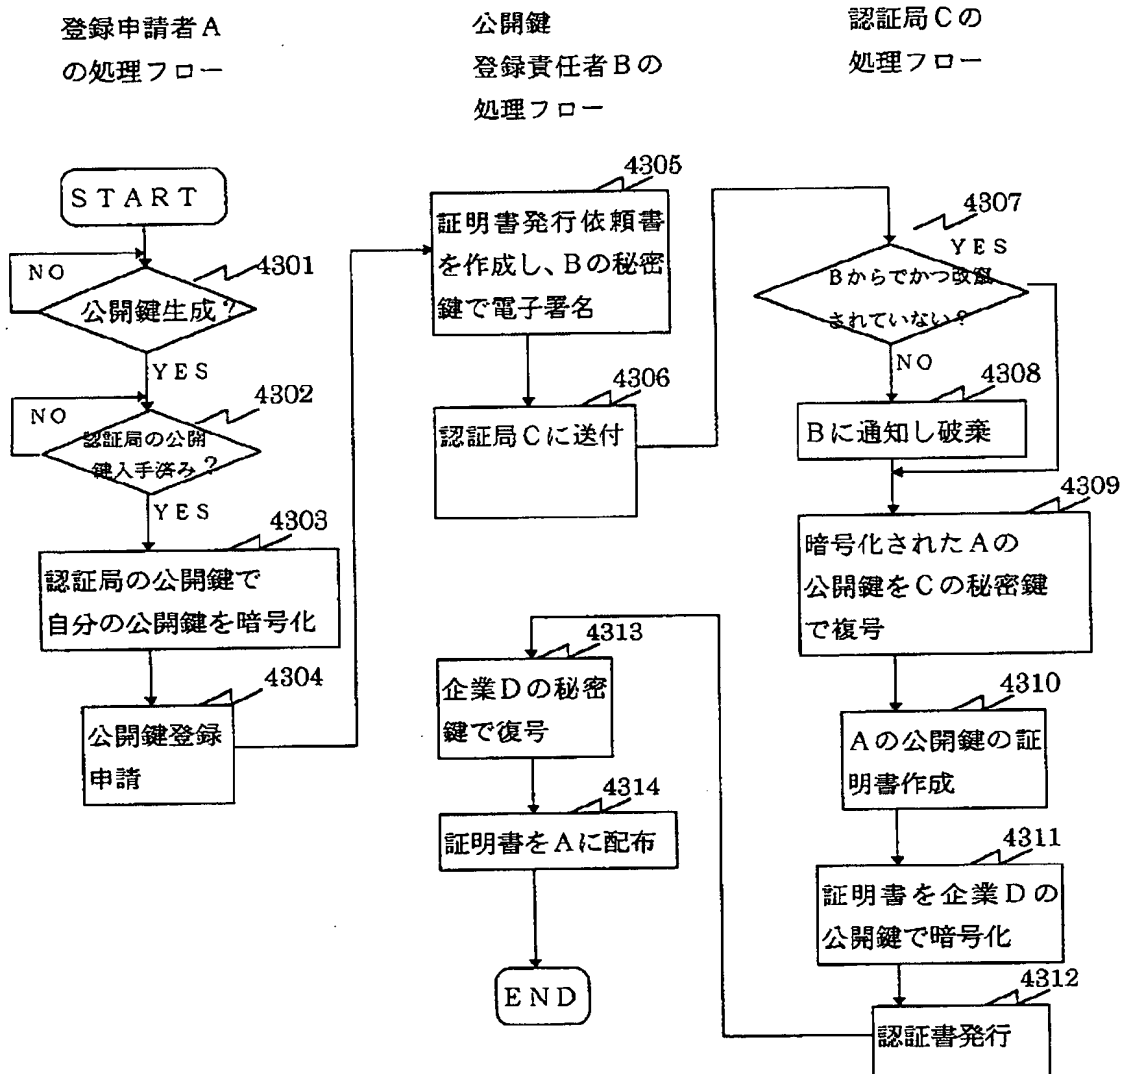 登録申請者A
の処理フロー
START
NO
4301
公開鍵生成?
YES
NO
4302
認証局の公開
鍵入手済み?
YES
4303
認証局の公開鍵で
自分の公開鍵を暗号化
4304
公開鍵登録
申請
公開鍵
登録責任者Bの
処理フロー
4305
証明書発行依頼書
を作成し、Bの秘密
鍵で電子署名
4306
認証局Cに送付
4313
企業Dの秘密
鍵で復号
4314
証明書をAに配布
END
認証局Cの
処理フロー
4307
YES
Bからでかつ改竄
されていない?
NO
4308
Bに通知し破棄
4309
暗号化されたAの
公開鍵をCの秘密鍵
で複号
4310
Aの公開鍵の証
明書作成
4311
証明書を企業Dの
公開鍵で暗号化
4312
認証書発行